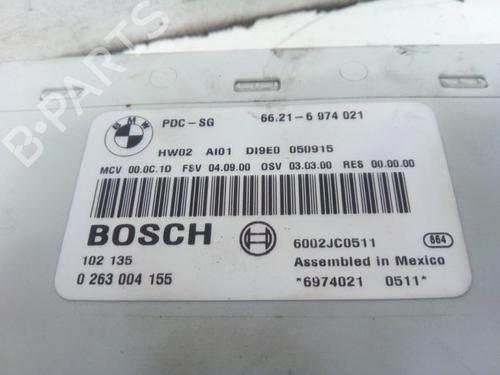 B-PARTS
BMW
PDC-SG 66.21-6 974 021
HW02 AI01 DI9E0 050915
MCV 00.0C.1D FSV 04.09.00 OSV 03.03.00 RES 00.00.00
BOSCH
6002JC0511
864
102 135
Assembled in Mexico
0 263 004 155
*6974021 0511*